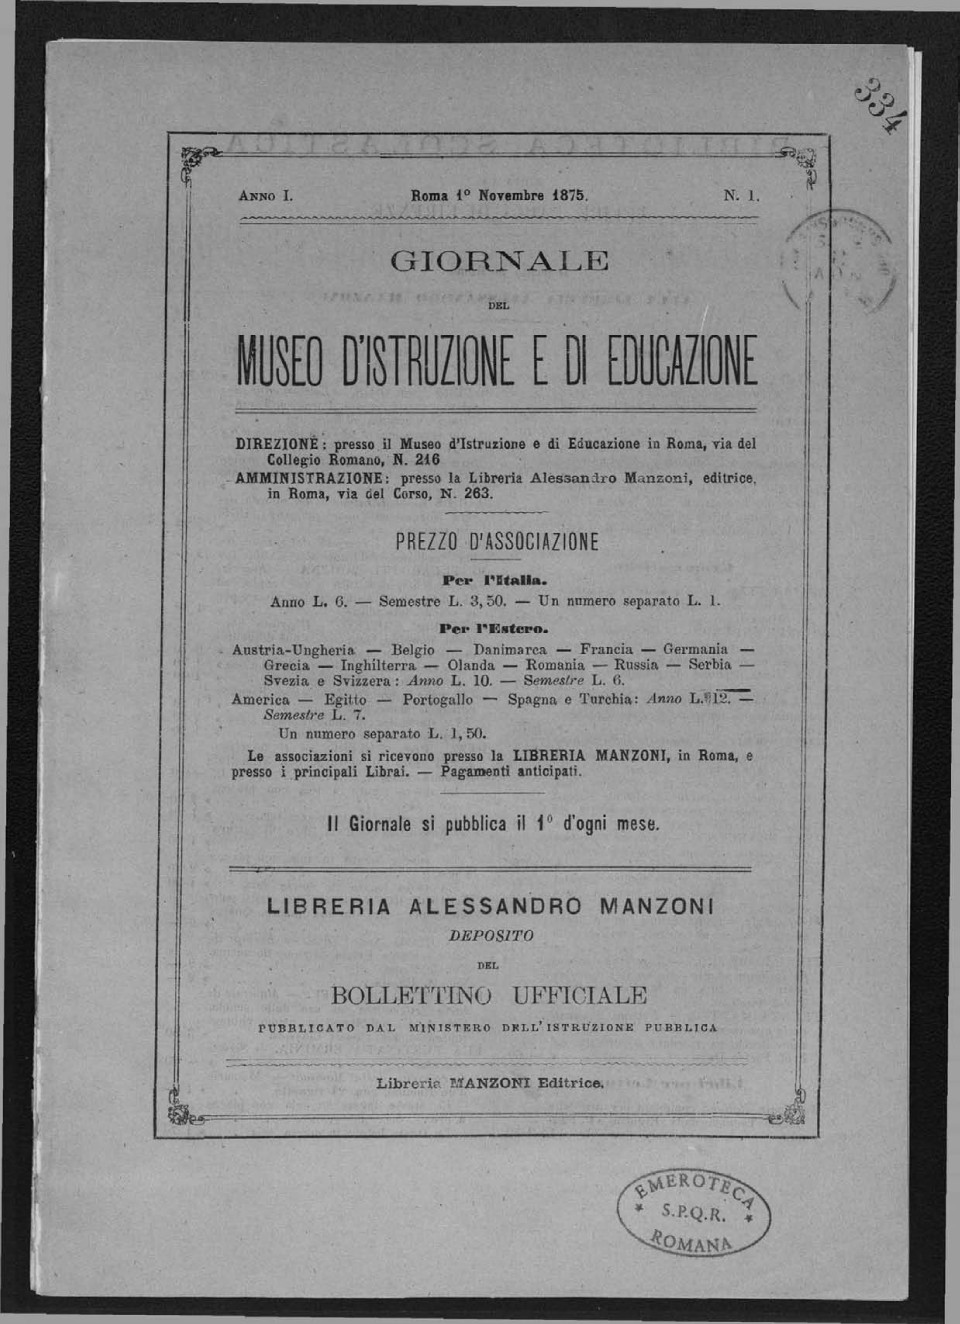 334
ANNO I. Roma 1º Novembre 1875. N. 1.
GIORNALE
DEL
MUSEO D'ISTRUZIONE E DI EDUCAZIONE
DIREZIONE: presso il Museo d'Istruzione e di Educazione in Roma, via del
Collegio Romano, N. 216
AMMINISTRAZIONE: presso la Libreria Alessandro Manzoni, editrice,
in Roma, via del Corso, N. 263.
PREZZO D'ASSOCIAZIONE
Per l'Italia.
Anno L. 6. — Semestre L. 3,50. — Un numero separato L. 1.
Per l'Estero.
Austria-Ungheria — Belgio — Danimarca — Francia — Germania —
Grecia — Inghilterra — Olanda — Romania — Russia — Serbia —
Svezia e Svizzera: Anno L. 10. — Semestre L. 6.
America — Egitto — Portogallo — Spagna e Turchia: Anno L. 12. —
Semestre L. 7.
Un numero separato L. 1,50.
Le associazioni si ricevono presso la LIBRERIA MANZONI, in Roma, e
presso i principali Librai. — Pagamenti anticipati.
Il Giornale si pubblica il 1º d'ogni mese.
LIBRERIA ALESSANDRO MANZONI
DEPOSITO
DEL
BOLLETTINO UFFICIALE
PUBBLICATO DAL MINISTERO DELL'ISTRUZIONE PUBBLICA
Libreria MANZONI Editrice.
EMEROTECA
* S.P.Q.R. *
ROMANA